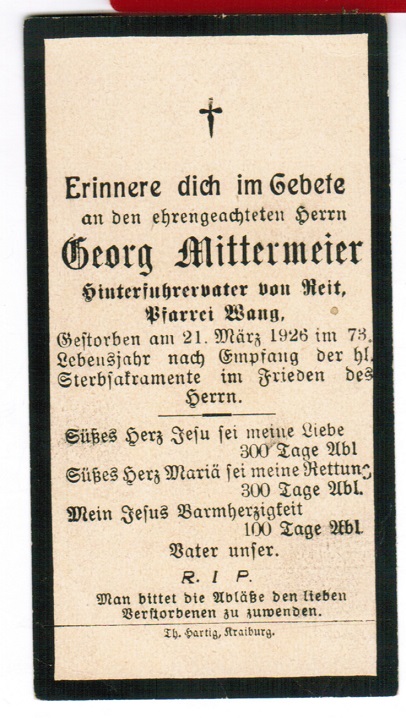 Erinnere dich im Gebete
an den ehrengeachteten Herrn
Georg Mittermeier
Hinterfuhrervater von Reit,
Pfarrei Wang,
Gestorben am 21. März 1926 im 73.
Lebensjahr nach Empfang der hl.
Sterbsakramente im Frieden des
Herrn.
Süßes Herz Jesu sei meine Liebe
300 Tage Abl
Süßes Herz Mariä sei meine Rettung
300 Tage Abl.
Mein Jesus Barmherzigkeit
100 Tage Abl
Vater unser.
R. I P.
Man bittet die Abläße den lieben
Verstorbenen zu zuwenden.
Th. Hartig, Kraiburg.